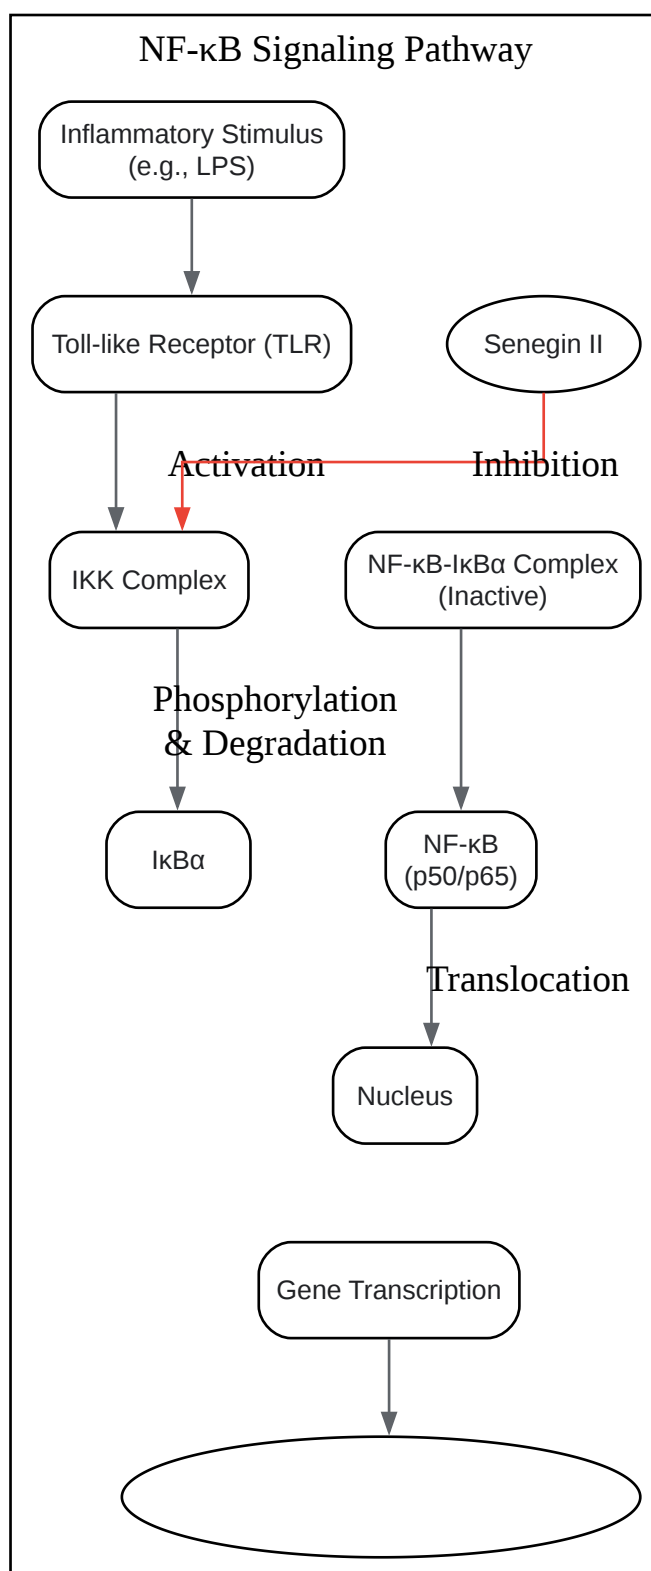 NF-κB Signaling Pathway
Inflammatory Stimulus
(e.g., LPS)
Toll-like Receptor (TLR)
Senegin II
Activation
Inhibition
IKK Complex
NF-κB-IκBα Complex
(Inactive)
Phosphorylation
& Degradation
IκBα
NF-κB
(p50/p65)
Translocation
Nucleus
Gene Transcription